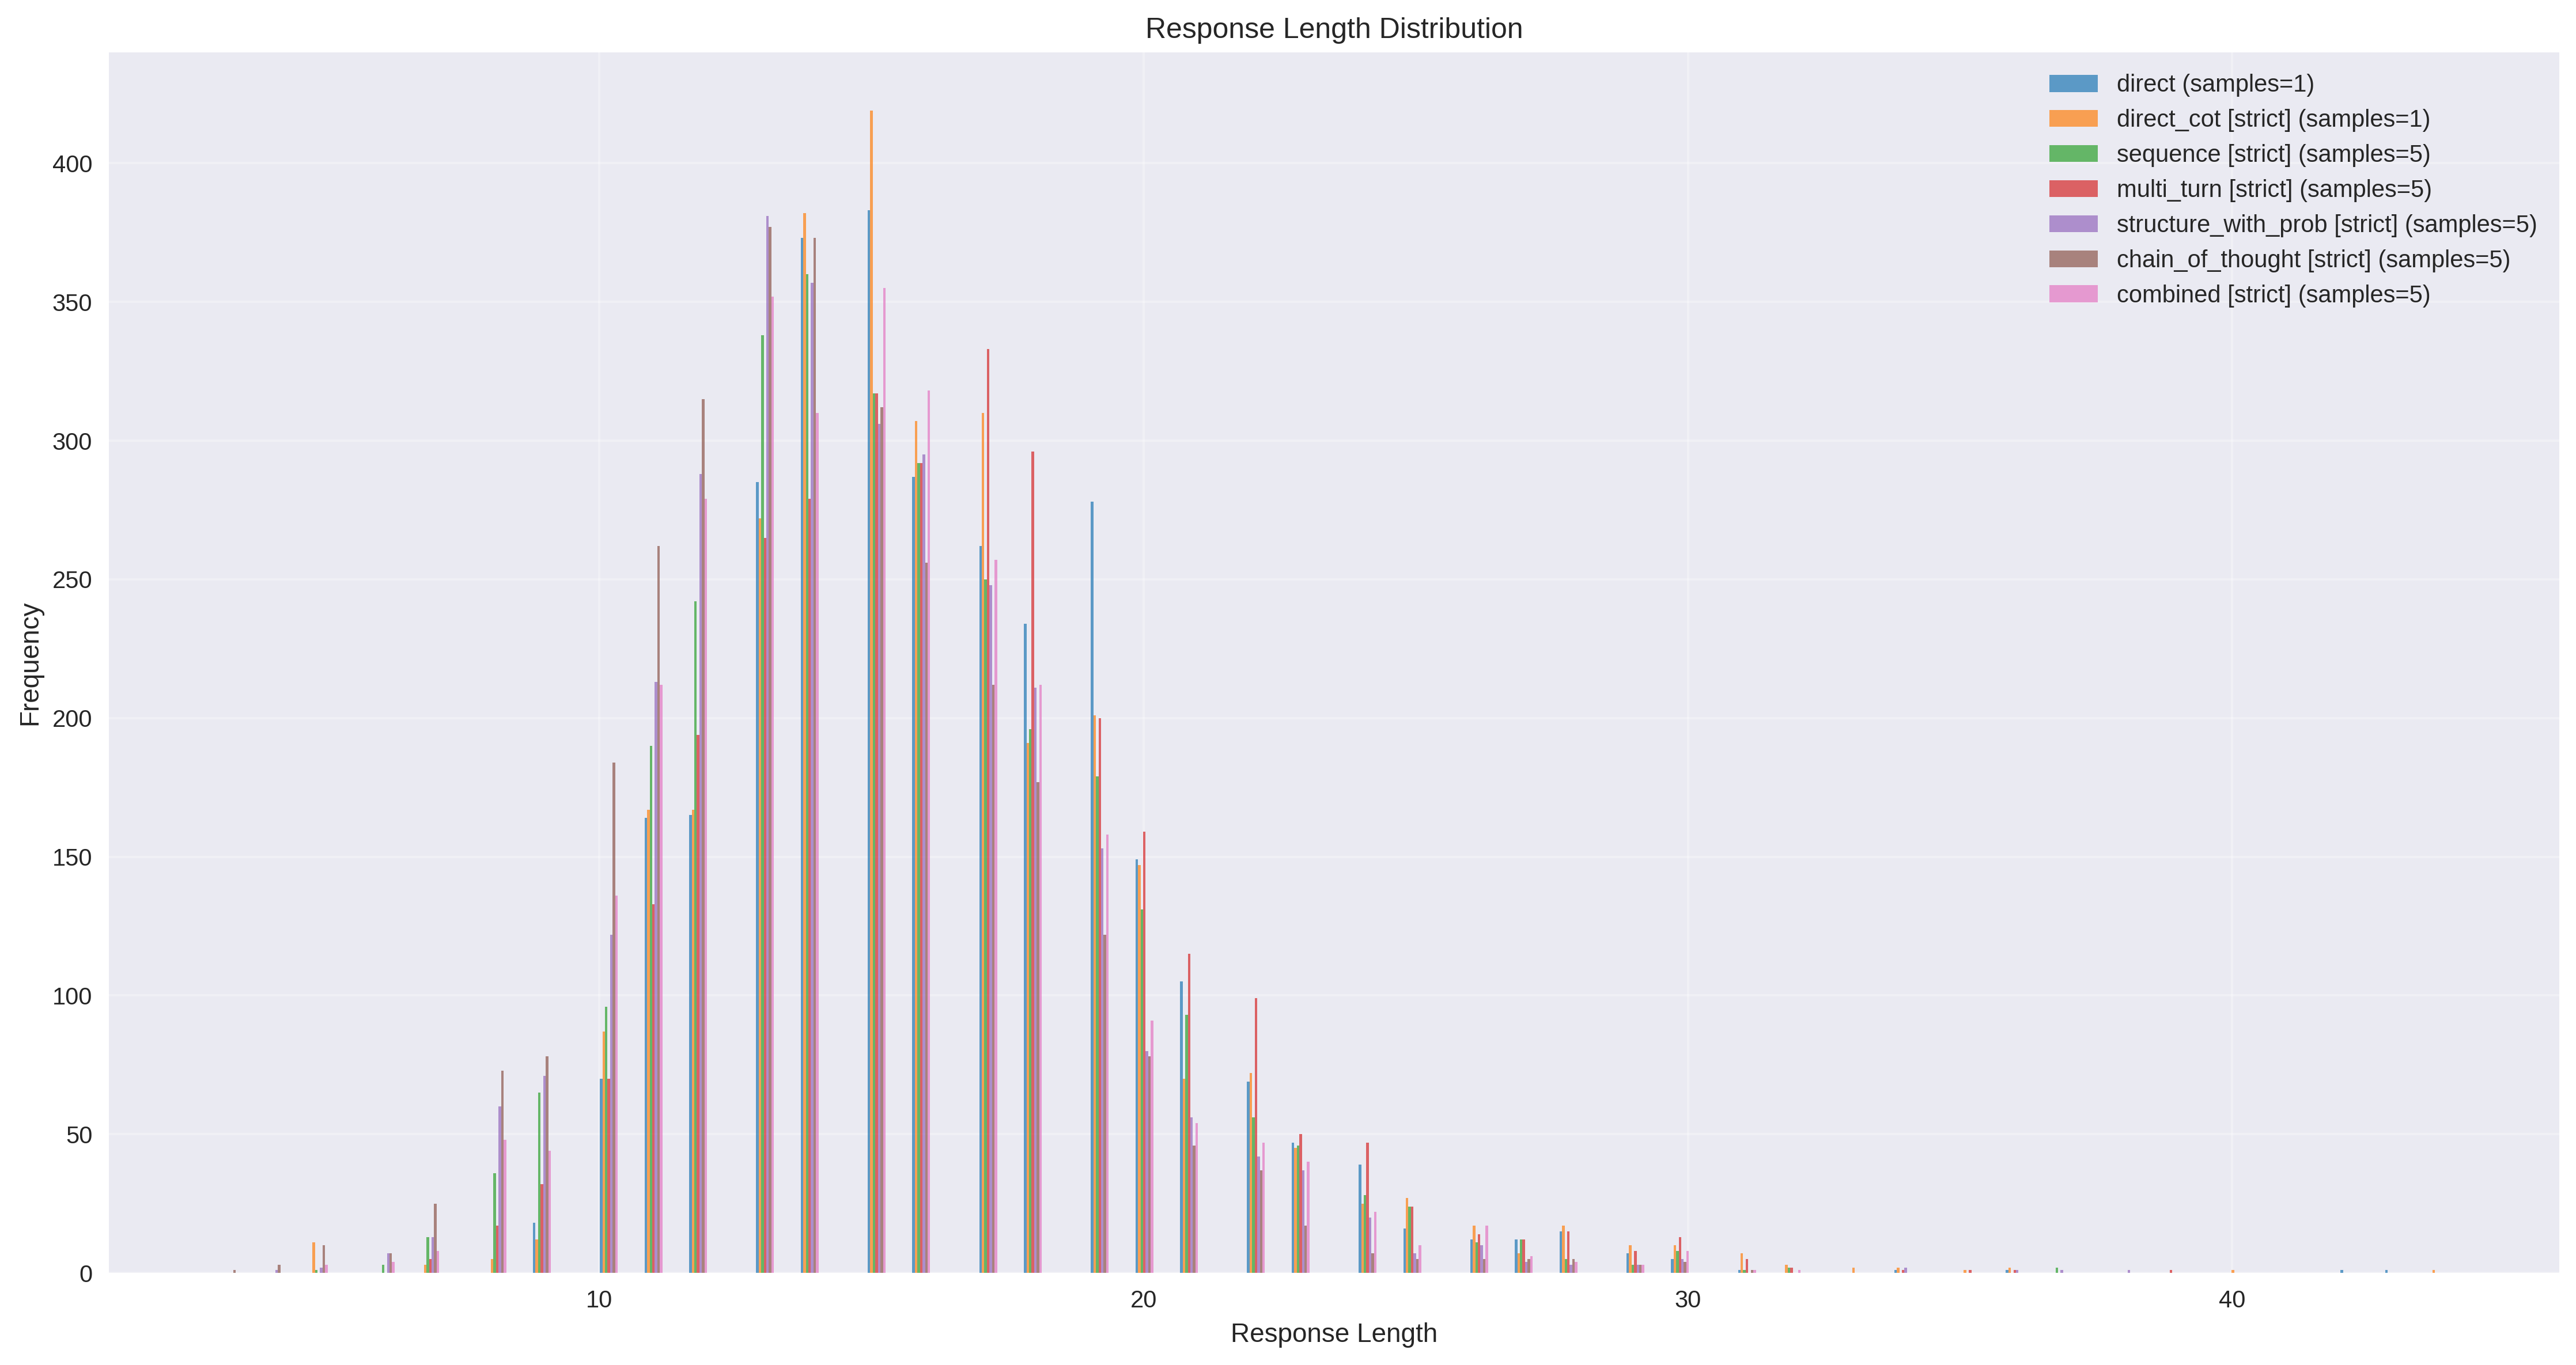 Response Length Distribution
direct (samples=1)
direct_cot [strict] (samples=1)
sequence [strict] (samples=5)
multi_turn [strict] (samples=5)
structure_with_prob [strict] (samples=5)
chain_of_thought [strict] (samples=5)
combined [strict] (samples=5)
Frequency
400
350
300
250
200
150
100
50
0
10 20 30 40
Response Length